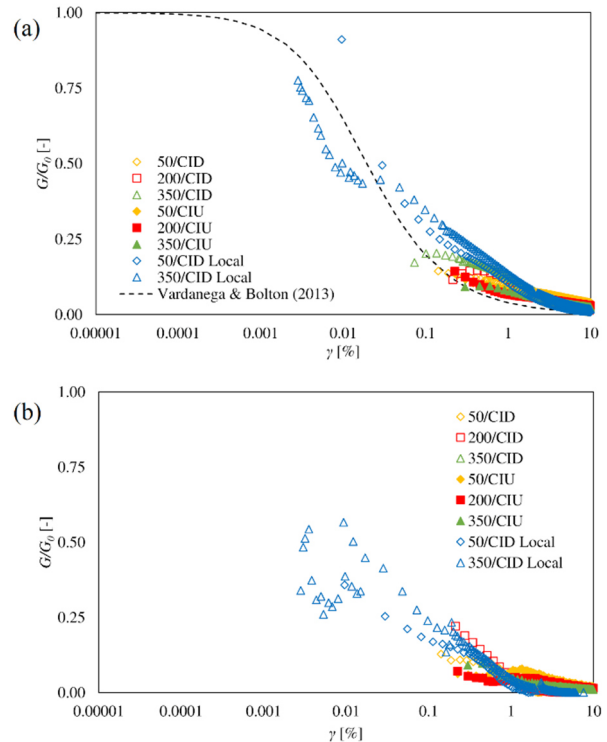 (a)
1.00
0.75
0.50
0.25
0.00
G/G0 [-]
50/CID
200/CID
350/CID
50/CIU
200/CIU
350/CIU
50/CID Local
350/CID Local
Vardanega & Bolton (2013)
0.00001 0.0001 0.001 0.01 0.1 1 10
γ [%]
(b)
1.00
0.75
0.50
0.25
0.00
G/G0 [-]
50/CID
200/CID
350/CID
50/CIU
200/CIU
350/CIU
50/CID Local
350/CID Local
0.00001 0.0001 0.001 0.01 0.1 1 10
γ [%]